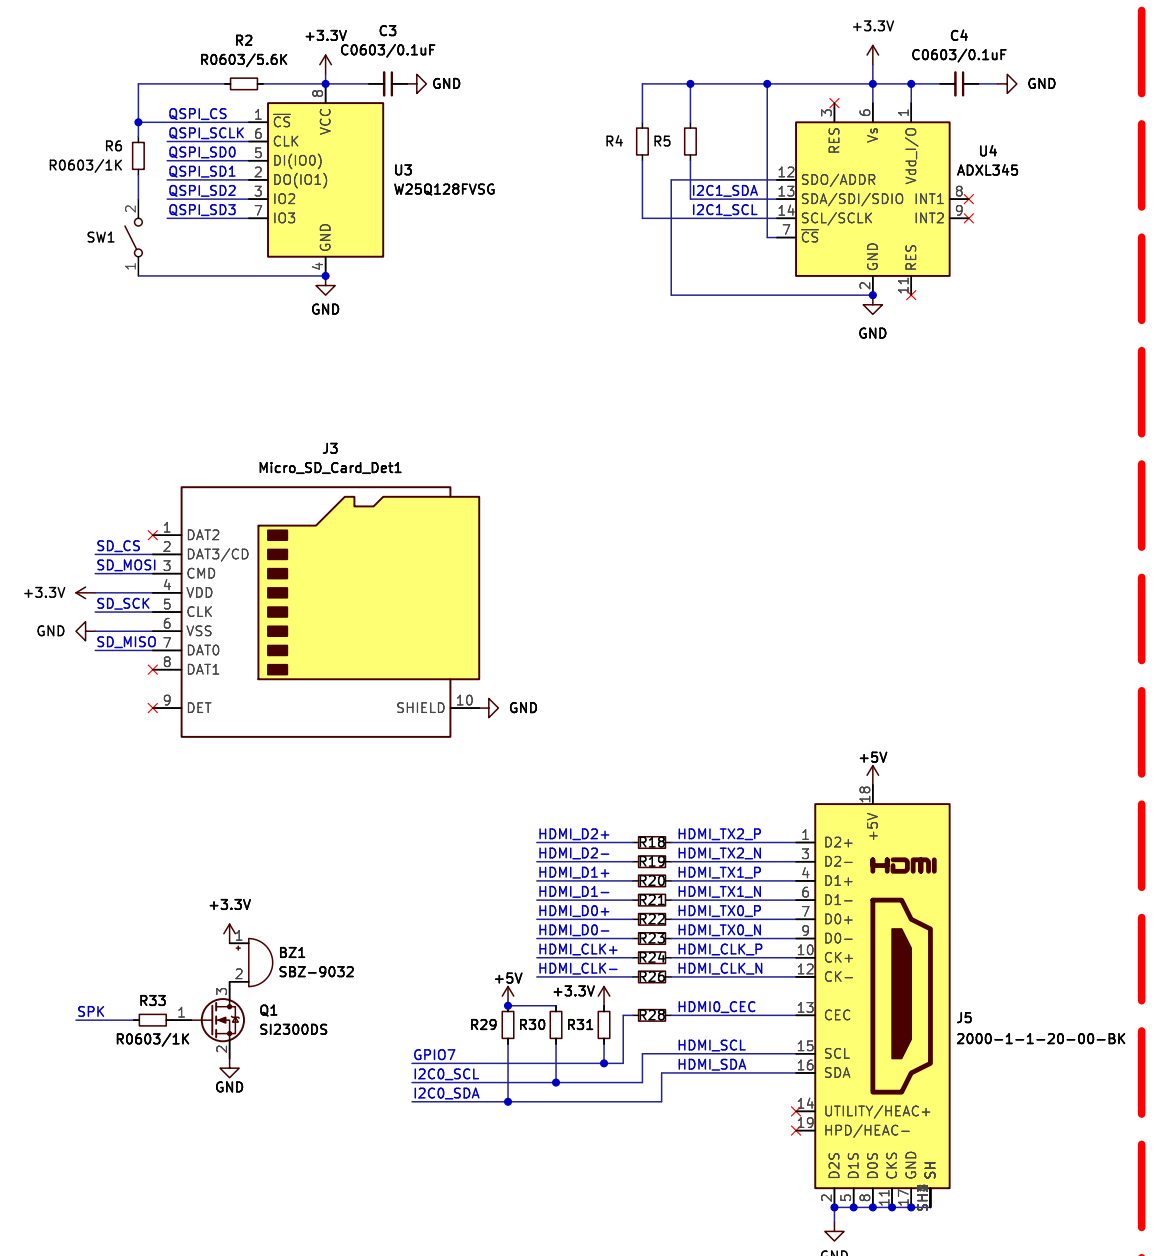 R2
R0603/5.6K
+3.3V
C3
C0603/0.1uF
GND
8
VCC
QSPI_CS 1 CS
QSPI_SCLK 6 CLK
QSPI_SD0 5 DI(IO0)
QSPI_SD1 2 DO(IO1)
QSPI_SD2 3 IO2
QSPI_SD3 7 IO3
R6
R0603/1K
U3
W25Q128FVSG
2
SW1
1
GND
4
GND
+3.3V
C4
C0603/0.1uF
GND
3
6
1
RES
Vs
Vdd_I/O
R4
R5
U4
ADXL345
12 SDO/ADDR
I2C1_SDA 13 SDA/SDI/SDIO
I2C1_SCL 14 SCL/SCLK
7 CS
INT1 8
INT2 9
GND
RES
2
11
GND
J3
Micro_SD_Card_Det1
1 DAT2
SD_CS 2 DAT3/CD
SD_MOSI 3 CMD
+3.3V 4 VDD
SD_SCK 5 CLK
GND 6 VSS
SD_MISO 7 DAT0
8 DAT1
9 DET
SHIELD 10 GND
+5V
18
+5V
HDMI
HDMI_D2+ R18 HDMI_TX2_P 1 D2+
HDMI_D2- R19 HDMI_TX2_N 3 D2-
HDMI_D1+ R20 HDMI_TX1_P 4 D1+
HDMI_D1- R21 HDMI_TX1_N 6 D1-
HDMI_D0+ R22 HDMI_TX0_P 7 D0+
HDMI_D0- R23 HDMI_TX0_N 9 D0-
HDMI_CLK+ R24 HDMI_CLK_P 10 CK+
HDMI_CLK- R26 HDMI_CLK_N 12 CK-
+5V
+3.3V
R29
R30
R31
R28 HDMI0_CEC 13 CEC
GPIO7
HDMI_SCL 15 SCL
I2C0_SCL
HDMI_SDA 16 SDA
I2C0_SDA
14 UTILITY/HEAC+
19 HPD/HEAC-
J5
2000-1-1-20-00-BK
D2S
D1S
D0S
CKS
GND
SH
2
5
8
11
17
GND
+3.3V
1
+
BZ1
SBZ-9032
2
3
Q1
SI2300DS
SPK
R33
R0603/1K
1
2
GND